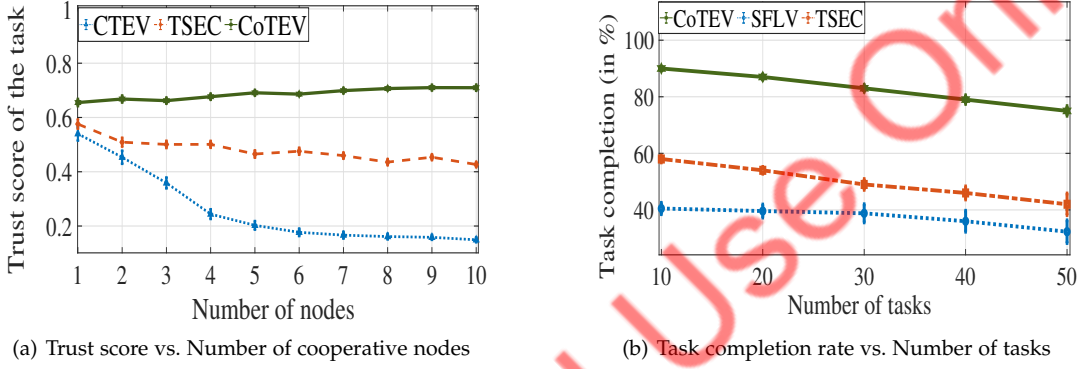 CTEV TSEC CoTEV
Trust score of the task
1
0.8
0.6
0.4
0.2
1 2 3 4 5 6 7 8 9 10
Number of nodes
(a) Trust score vs. Number of cooperative nodes
CoTEV SFLV TSEC
Task completion (in %)
100
80
60
40
10 20 30 40 50
Number of tasks
(b) Task completion rate vs. Number of tasks
Use